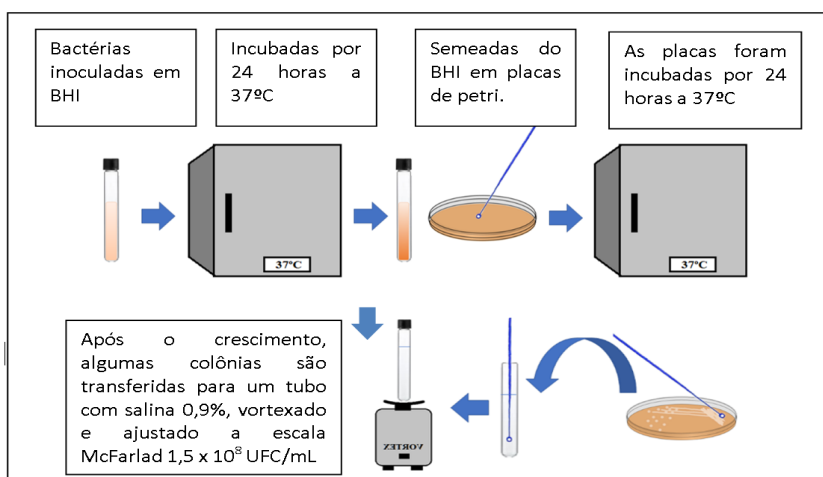 Bactérias
inoculadas em
BHI
Incubadas por
24 horas a
37ºC
Semeadas do
BHI em placas
de petri.
As placas foram
incubadas por 24
horas a 37ºC
37ºC
37ºC
Após o crescimento,
algumas colônias são
transferidas para um tubo
com salina 0,9%, vortexado
e ajustado a escala
McFarlad 1,5 x 10⁸ UFC/mL
VORTEX